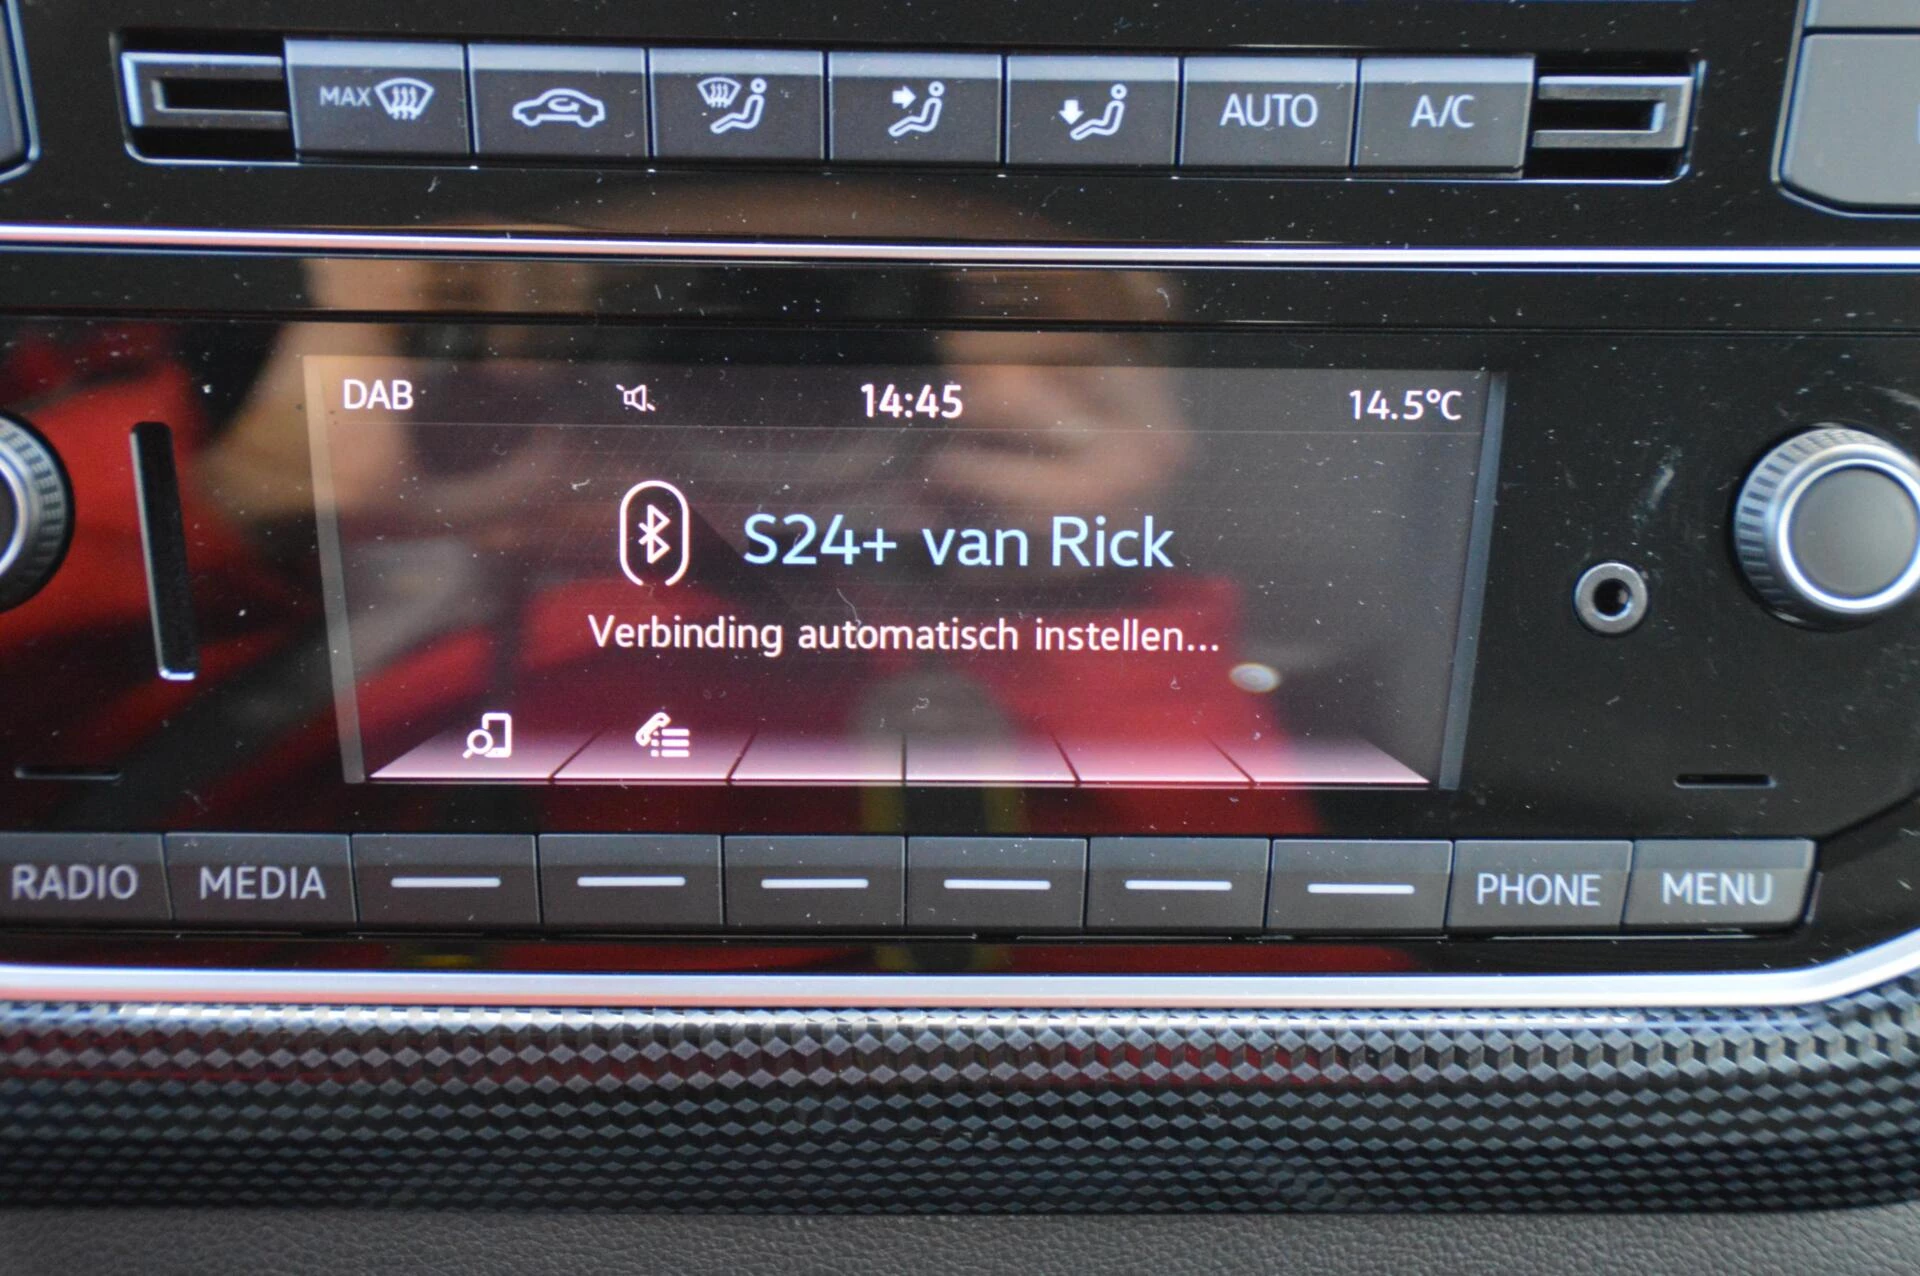 MAX
AUTO
A/C
DAB 14:45 14.5°C
S24+ van Rick
Verbinding automatisch instellen...
RADIO MEDIA PHONE MENU